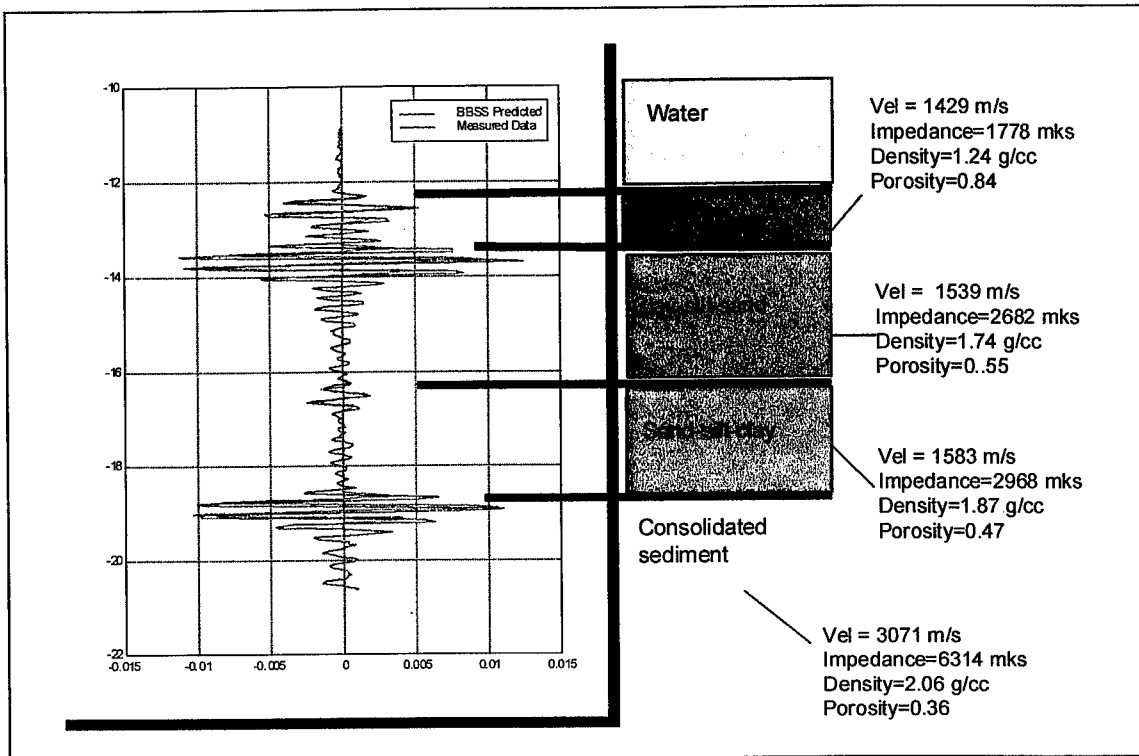 -10
-12
-14
-16
-18
-20
-22
-0.015
-0.01
-0.005
0
0.005
0.01
0.015
BBSS Predicted
Measured Data
Water
Sand-silt-clay
Consolidated
sediment
Vel = 1429 m/s
Impedance=1778 mks
Density=1.24 g/cc
Porosity=0.84
Vel = 1539 m/s
Impedance=2682 mks
Density=1.74 g/cc
Porosity=0..55
Vel = 1583 m/s
Impedance=2968 mks
Density=1.87 g/cc
Porosity=0.47
Vel = 3071 m/s
Impedance=6314 mks
Density=2.06 g/cc
Porosity=0.36